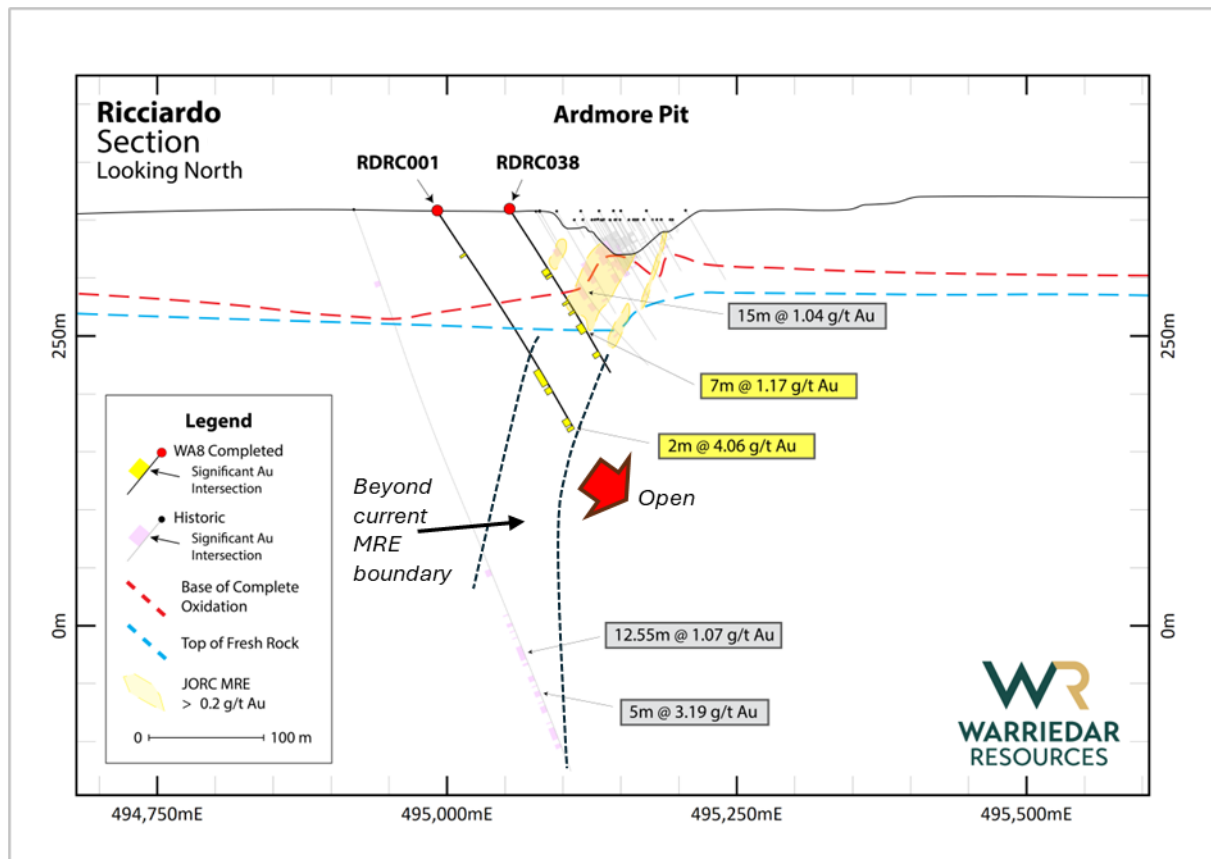 Ricciardo
Section
Looking North
Ardmore Pit
RDRC001
RDRC038
250m
250m
15m @ 1.04 g/t Au
7m @ 1.17 g/t Au
2m @ 4.06 g/t Au
Open
Beyond
current
MRE
boundary
0m
0m
12.55m @ 1.07 g/t Au
5m @ 3.19 g/t Au
Legend
WA8 Completed
Significant Au
Intersection
Historic
Significant Au
Intersection
Base of Complete
Oxidation
Top of Fresh Rock
JORC MRE
> 0.2 g/t Au
0 100 m
WR
WARRIEDAR
RESOURCES
494,750mE
495,000mE
495,250mE
495,500mE